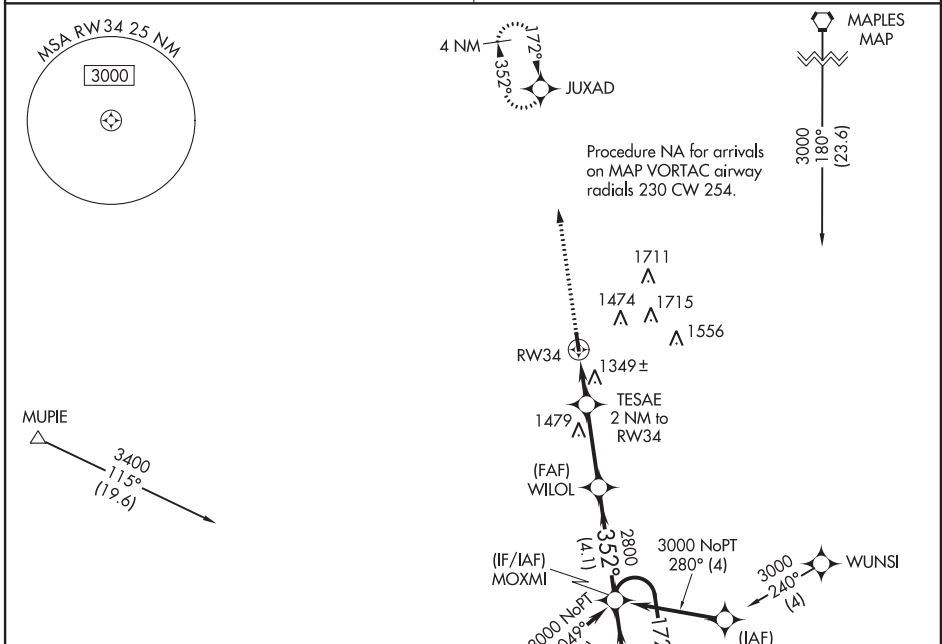 MSA RW34 25 NM
3000
4 NM
172°
352°
JUXAD
MAPLES
MAP
3000
180°
(23.6)
Procedure NA for arrivals
on MAP VORTAC airway
radials 230 CW 254.
1711
1474
1715
1556
RW34
1349±
TESAE
2 NM to
RW34
1479
MUPIE
3400
115°
(19.6)
(FAF)
WILOL
2800
352°
(4.1)
(IF/IAF)
MOXMI
3000 NoPT
280° (4)
3000
240°
(4)
WUNSI
(IAF)